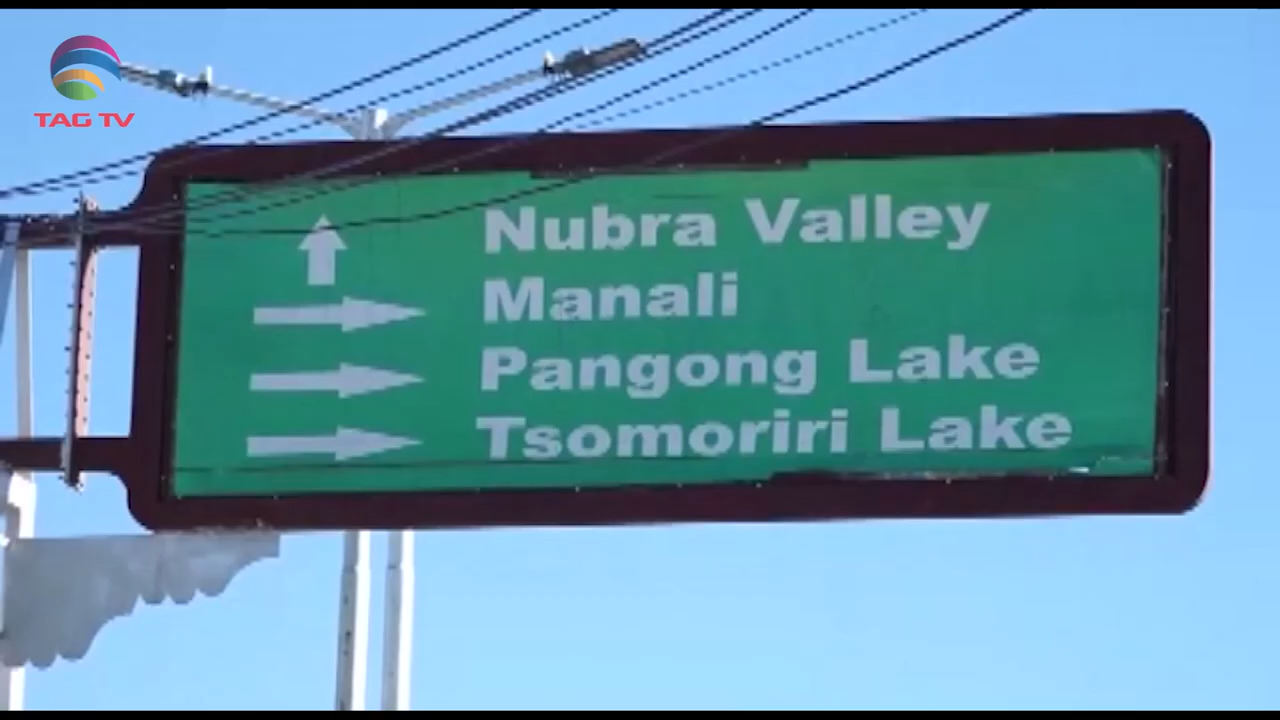 TAG TV
Nubra Valley
Manali
Pangong Lake
Tsomoriri Lake